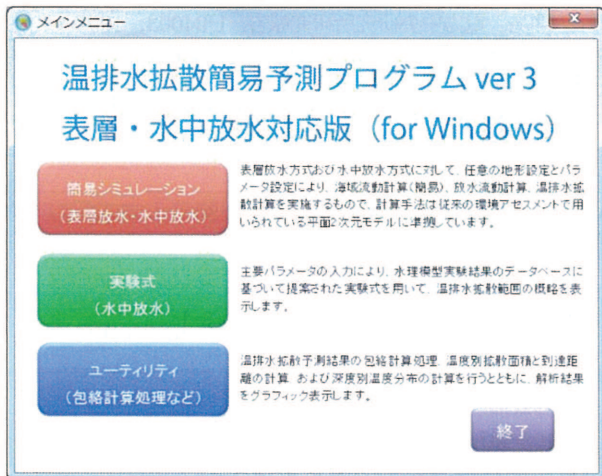 メインメニュー
温排水拡散簡易予測プログラム ver 3
表層・水中放水対応版（for Windows）
簡易シミュレーション
（表層放水・水中放水）
表層放水方式および水中放水方式に対して、任意の地形設定とパラ
メータ設定により、海域流動計算（簡易）、放水流動計算、温排水拡
散計算を実施するもので、計算手法は従来の環境アセスメントで用
いられている平面2次元モデルに準拠しています。
実験式
（水中放水）
主要パラメータの入力により、水理模型実験結果のデータベースに
基づいて提案された実験式を用いて、温排水拡散範囲の概略を表
示します。
ユーティリティ
（包絡計算処理など）
温排水拡散予測結果の包絡計算処理、温度別拡散面積と到達距
離の計算、および深度別温度分布の計算を行うとともに、解析結果
をグラフィック表示します。
終了